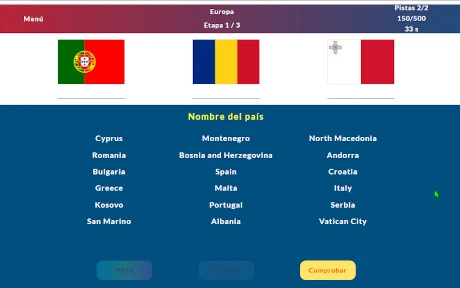 Menú
Europa
Etapa 1 / 3
Pistas 2/2
150/500
33 s
Nombre del país
Cyprus Montenegro North Macedonia
Romania Bosnia and Herzegovina Andorra
Bulgaria Spain Croatia
Greece Malta Italy
Kosovo Portugal Serbia
San Marino Albania Vatican City
Pista Comprobar